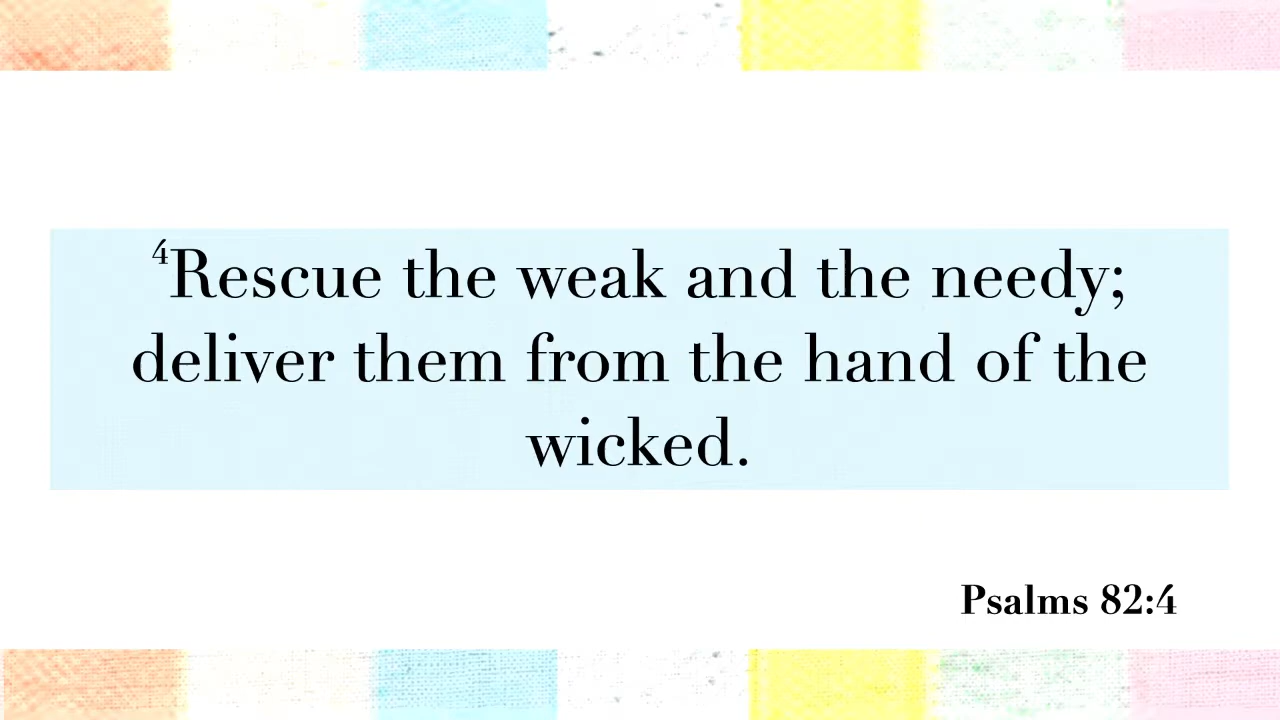 ⁴Rescue the weak and the needy;
deliver them from the hand of the
wicked.
Psalms 82:4